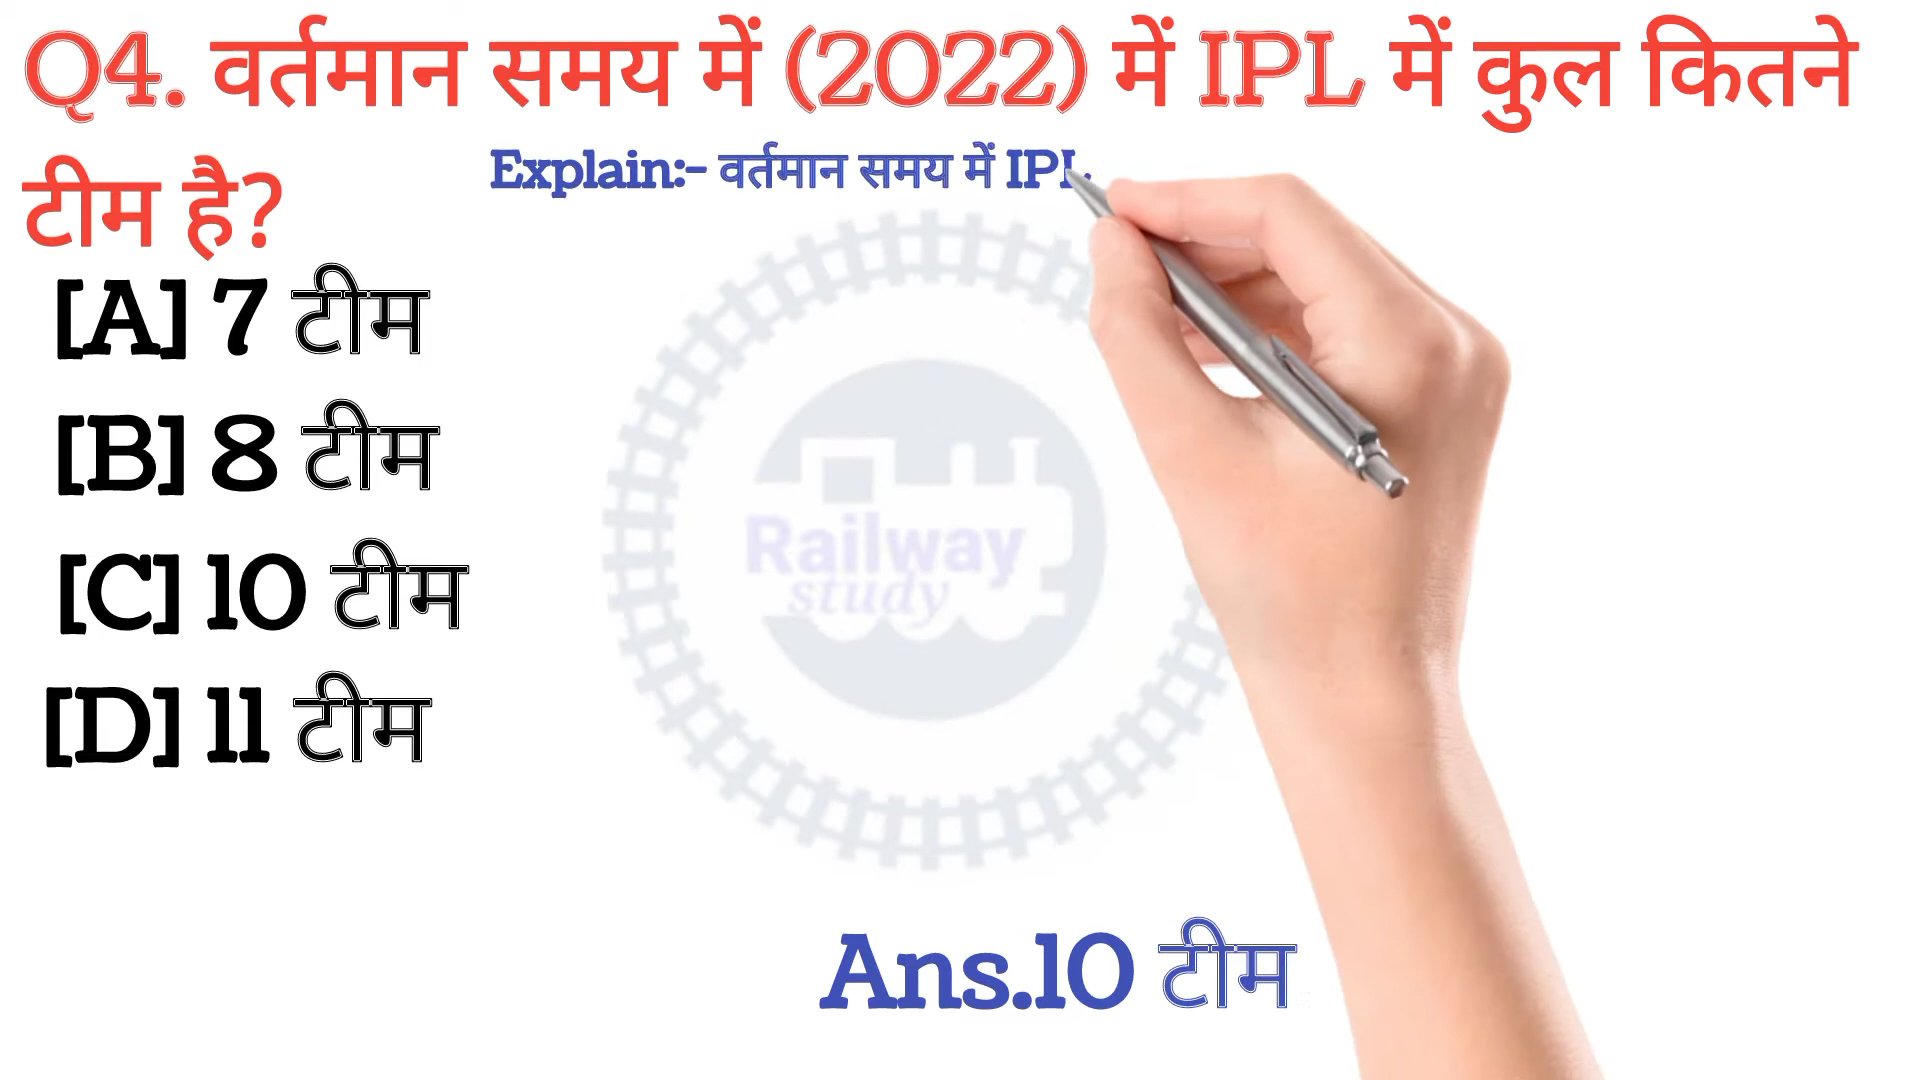 Q4. वर्तमान समय में (2022) में IPL में कुल कितने
टीम है?
Explain:- वर्तमान समय में IPL
[A] 7 टीम
[B] 8 टीम
[C] 10 टीम
[D] 11 टीम
Railway
study
Ans.10 टीम